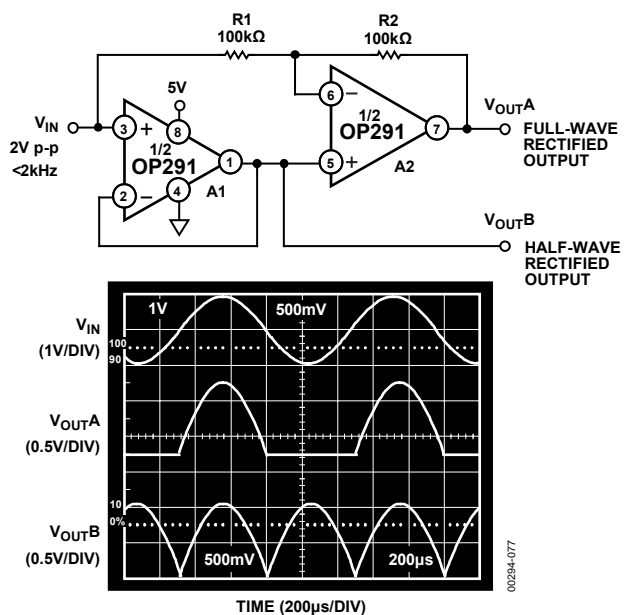 R1
100kΩ
R2
100kΩ
5V
VIN
2V p-p
<2kHz
3
+
8
1/2
OP291
1
2
−
4
A1
6
−
1/2
OP291
7
5
+
A2
VOUTA
FULL-WAVE
RECTIFIED
OUTPUT
VOUTB
HALF-WAVE
RECTIFIED
OUTPUT
1V
500mV
VIN
(1V/DIV)
100
90
VOUTA
(0.5V/DIV)
10
0%
VOUTB
(0.5V/DIV)
500mV
200µs
TIME (200µs/DIV)
00294-077